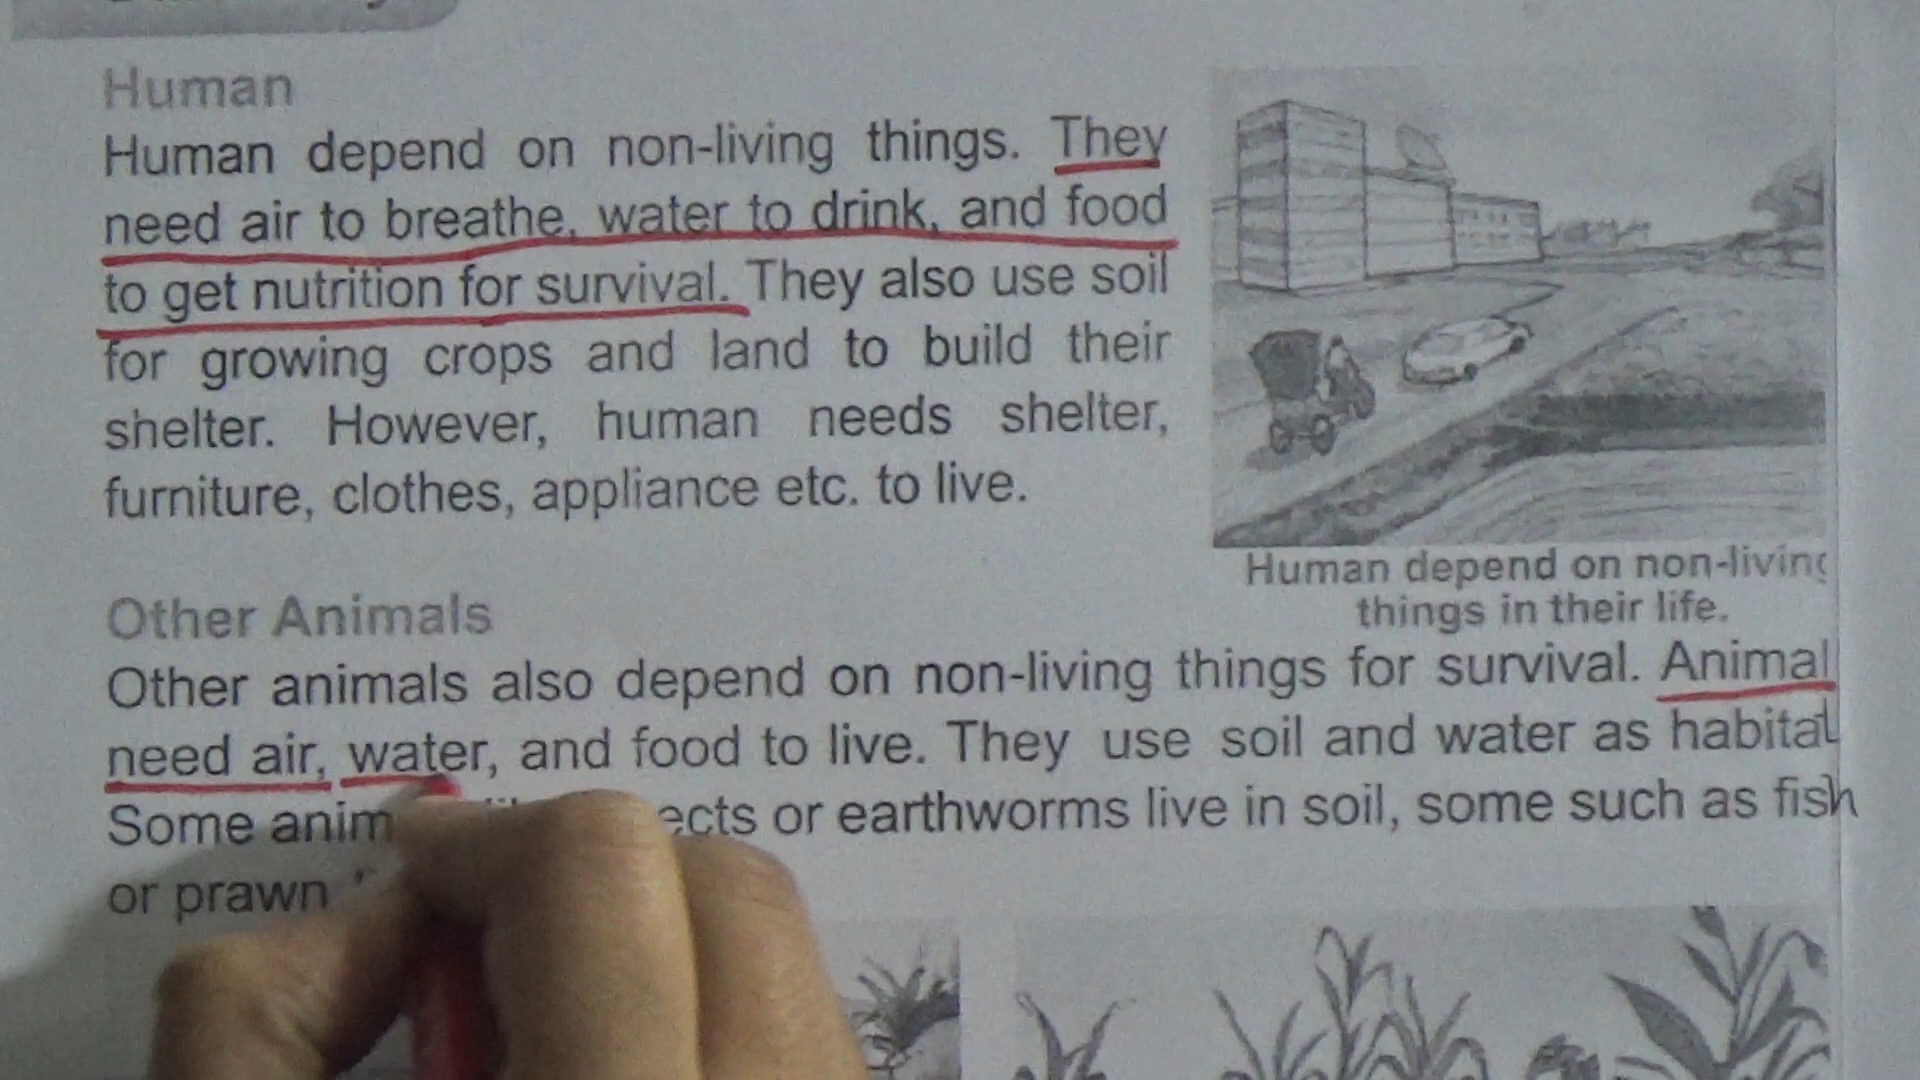 Human
Human depend on non-living things. They
need air to breathe, water to drink, and food
to get nutrition for survival. They also use soil
for growing crops and land to build their
shelter. However, human needs shelter,
furniture, clothes, appliance etc. to live.
Human depend on non-living
things in their life.
Other Animals
Other animals also depend on non-living things for survival. Animal
need air, water, and food to live. They use soil and water as habitat
Some or earthworms live in soil, some such as fish
or prawn